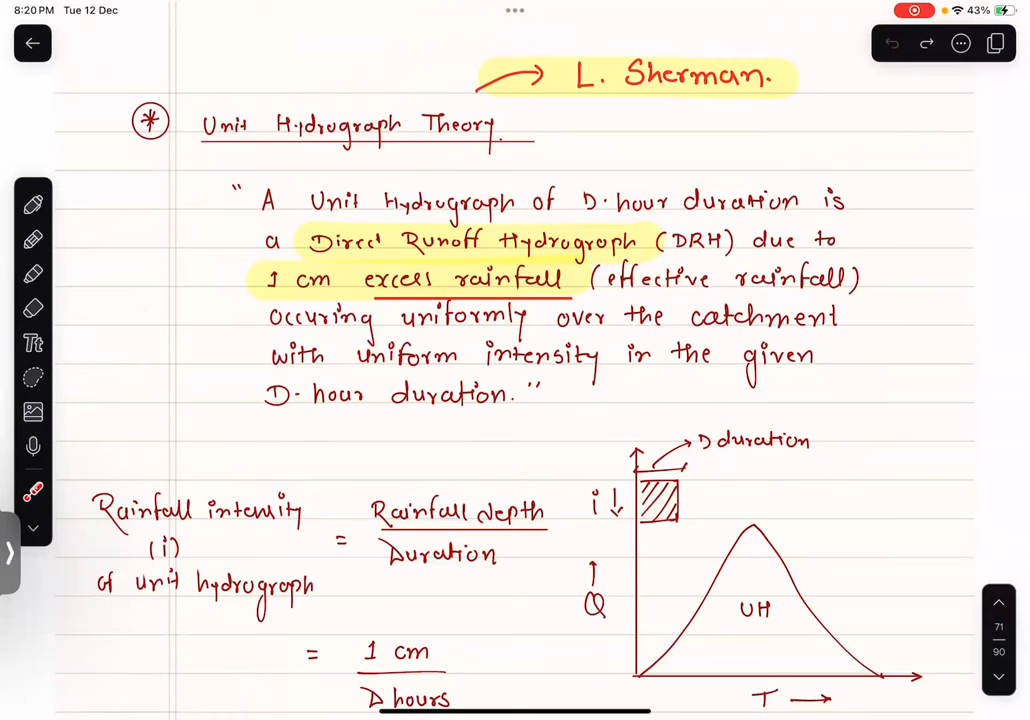 8:20 PM Tue 12 Dec
43%
L. Sherman.
* Unit Hydrograph Theory.
" A Unit Hydrograph of D-hour duration is
a Direct Runoff Hydrograph (DRH) due to
1 cm excess rainfall (effective rainfall)
occuring uniformly over the catchment
with uniform intensity in the given
D-hour duration."
D duration
Rainfall intensity (i) of unit hydrograph = Rainfall depth / Duration
= 1 cm / D hours
i ↓
↑ Q
UH
T →
Tt
71
90